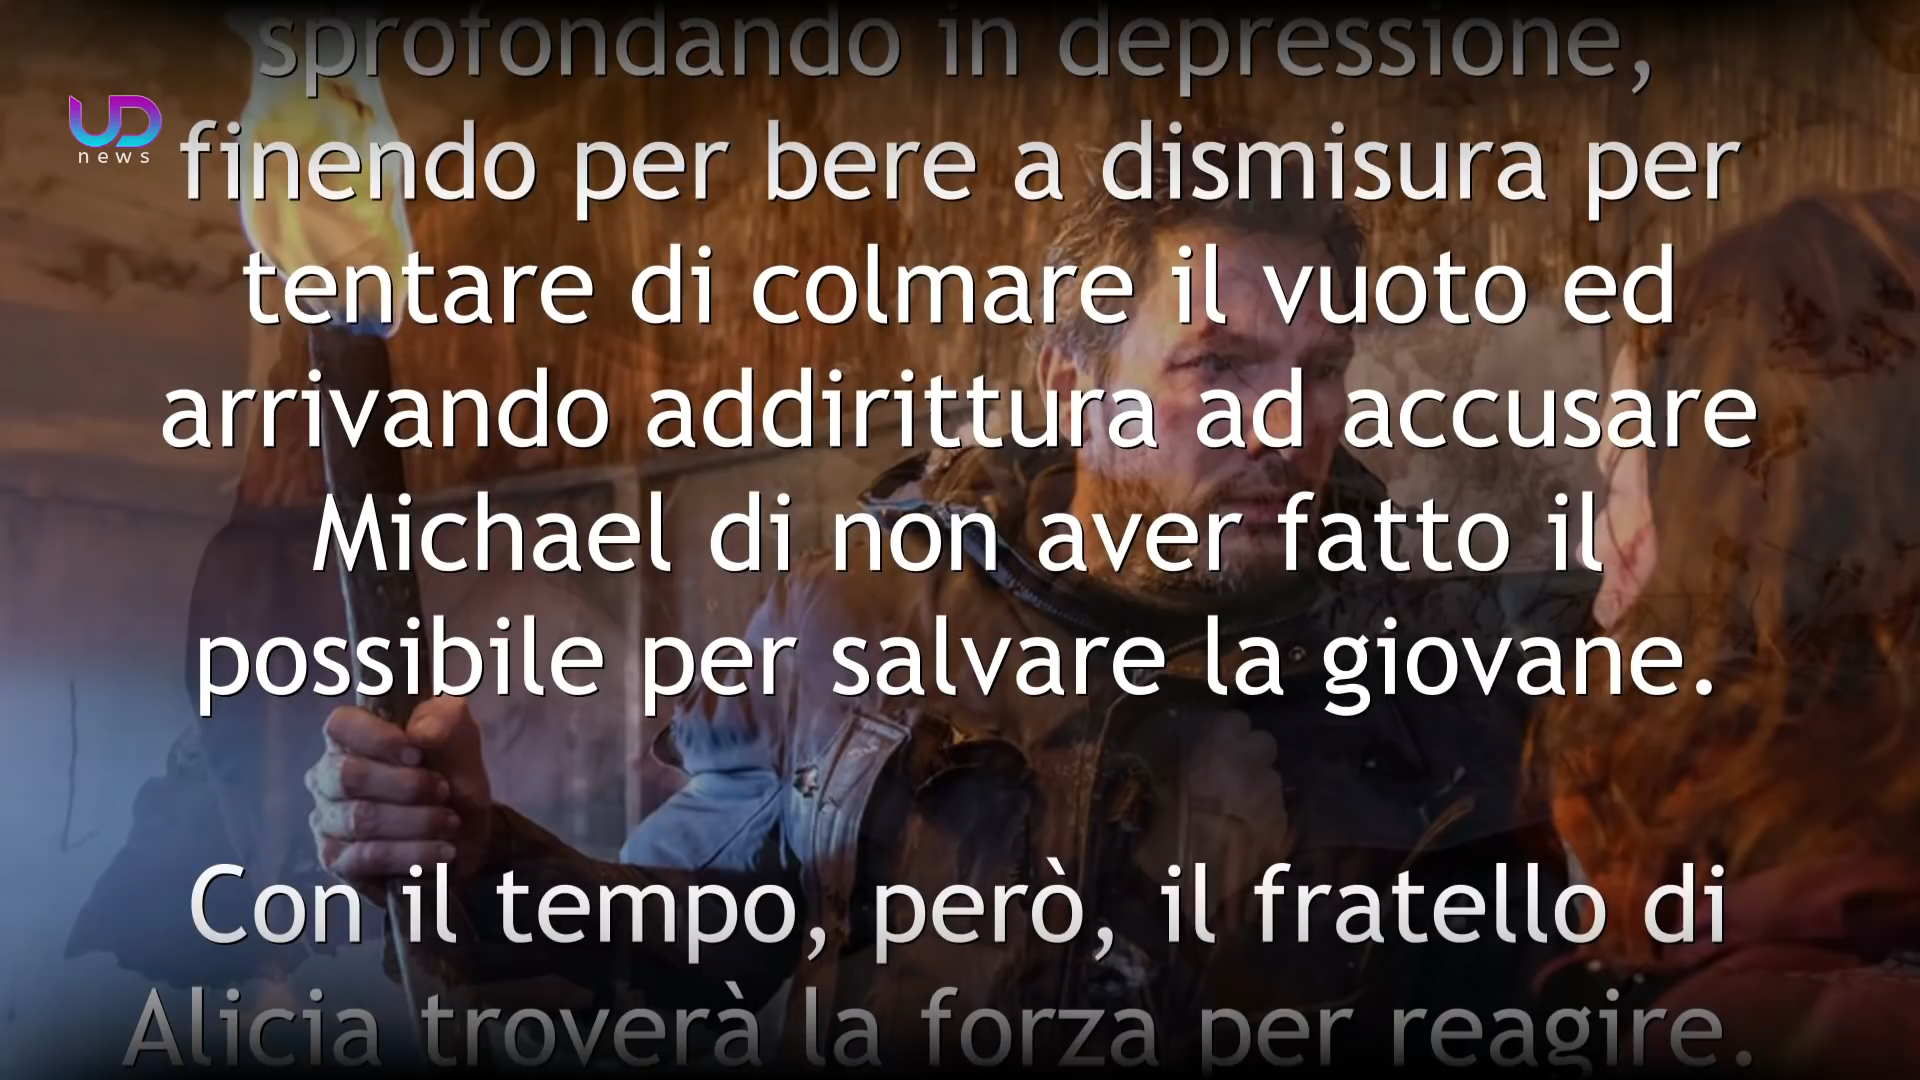 sprofondando in depressione,
UD
news
finendo per bere a dismisura per
tentare di colmare il vuoto ed
arrivando addirittura ad accusare
Michael di non aver fatto il
possibile per salvare la giovane.
Con il tempo, però, il fratello di
Alicia troverà la forza per reagire.